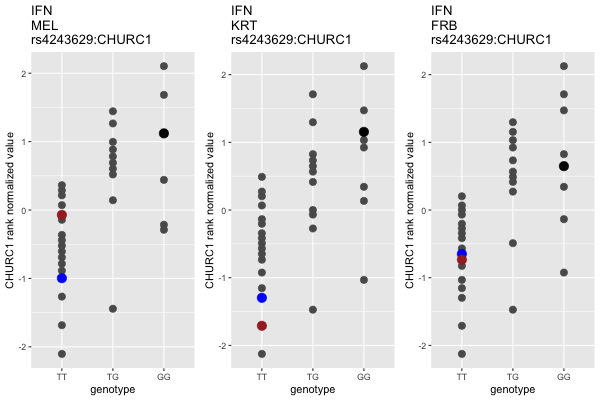 IFN
MEL
rs4243629:CHURC1
CHURC1 rank normalized value
2
1
0
-1
-2
TT TG GG
genotype
IFN
KRT
rs4243629:CHURC1
CHURC1 rank normalized value
2
1
0
-1
-2
TT TG GG
genotype
IFN
FRB
rs4243629:CHURC1
CHURC1 rank normalized value
2
1
0
-1
-2
TT TG GG
genotype